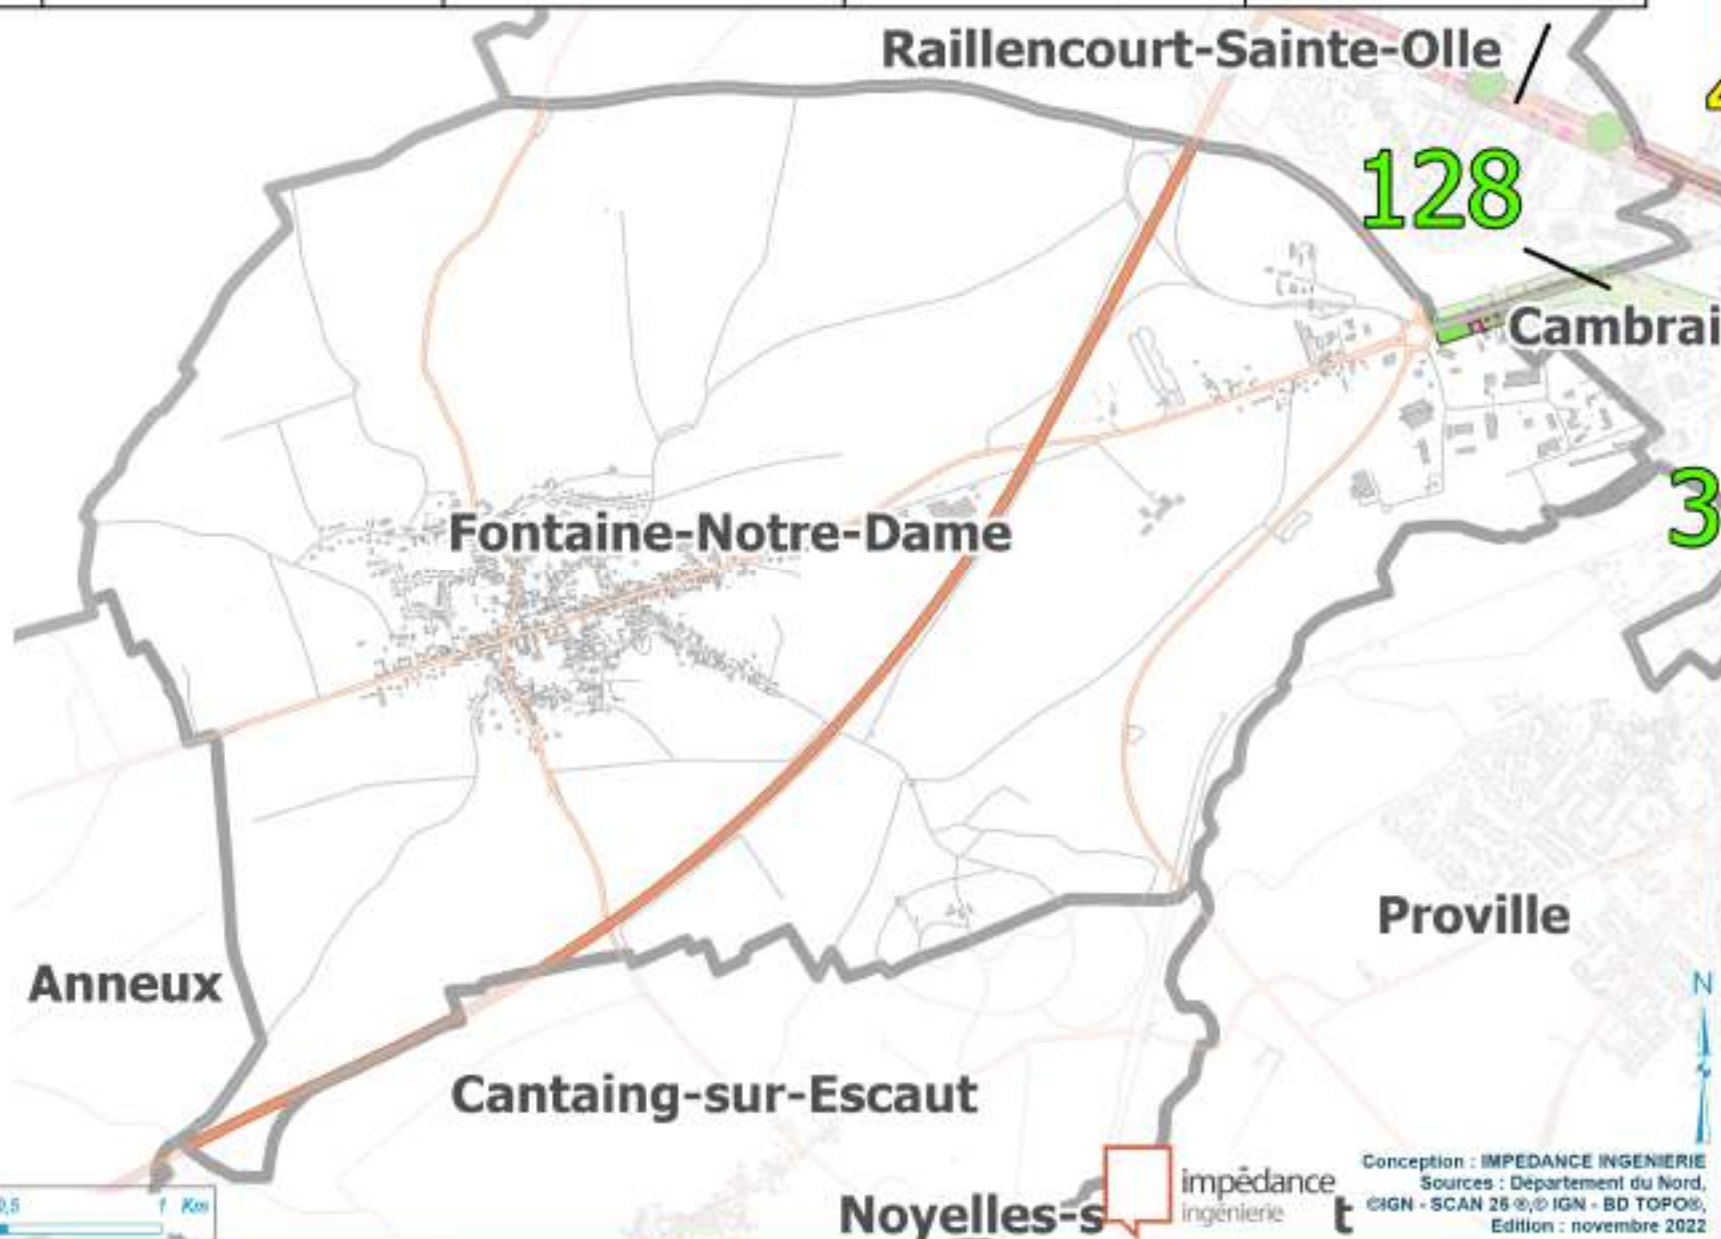 Raillencourt-Sainte-Olle
4
128
Cambrai
Fontaine-Notre-Dame
3
Proville
Anneux
N
Cantaing-sur-Escaut
Noyelles-s
t
impédance
ingénierie
0,5 1 Km
Conception : IMPEDANCE INGENIERIE
Sources : Département du Nord,
©IGN - SCAN 25 ®,© IGN - BD TOPO®,
Edition : novembre 2022